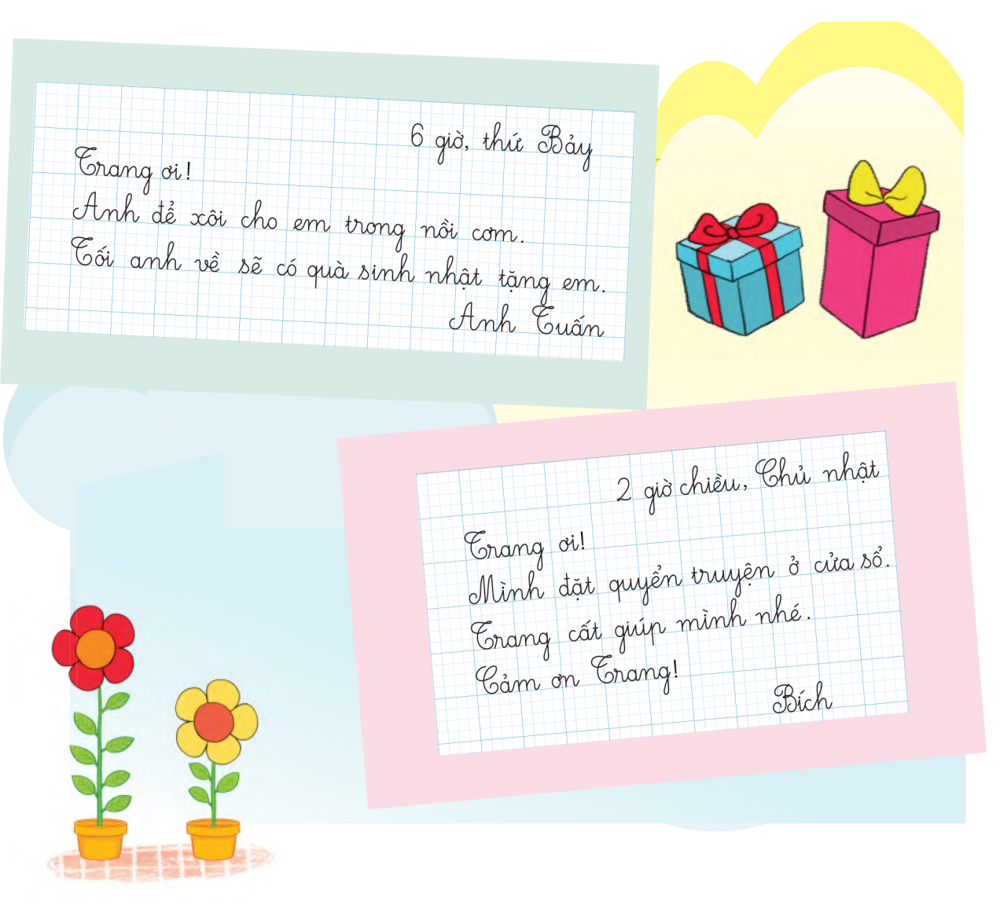 6 giờ, thứ Bảy
Trang ơi!
Anh để xôi cho em trong nồi cơm.
Tối anh về sẽ có quà sinh nhật tặng em.
Anh Tuấn
2 giờ chiều, Chủ nhật
Trang ơi!
Mình đặt quyển truyện ở cửa sổ.
Trang cất giúp mình nhé.
Cảm ơn Trang!
Bích